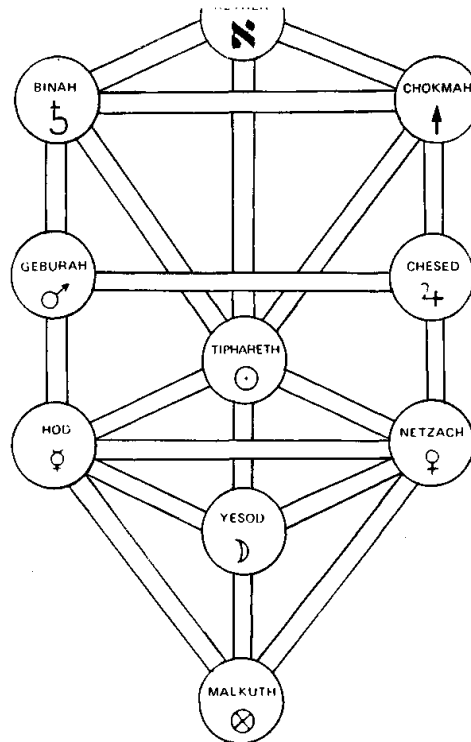 א
BINAH
CHOKMAH
GEBURAH
CHESED
TIPHARETH
HOD
NETZACH
YESOD
MALKUTH